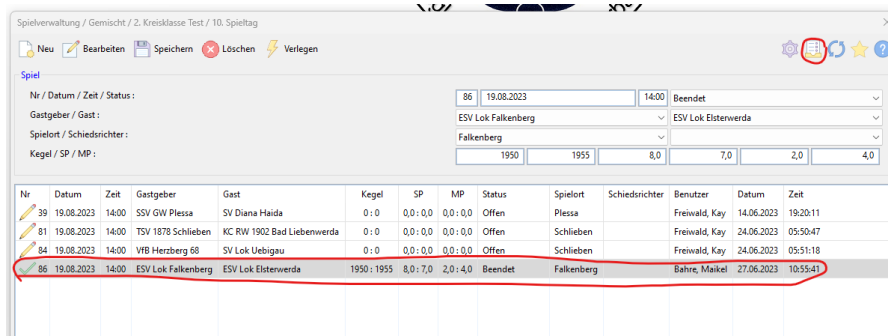 Spielverwaltung / Gemischt / 2. Kreisklasse Test / 10. Spieltag
Neu Bearbeiten Speichern Löschen Verlegen
Spiel
Nr / Datum / Zeit / Status : 86 19.08.2023 14:00 Beendet
Gastgeber / Gast : ESV Lok Falkenberg ESV Lok Elsterwerda
Spielort / Schiedsrichter : Falkenberg
Kegel / SP / MP : 1950 1955 8,0 7,0 2,0 4,0
Nr Datum Zeit Gastgeber Gast Kegel SP MP Status Spielort Schiedsrichter Benutzer Datum Zeit
39 19.08.2023 14:00 SSV GW Plessa SV Diana Haida 0 : 0 0,0 : 0,0 0,0 : 0,0 Offen Plessa Freiwald, Kay 14.06.2023 19:20:11
81 19.08.2023 14:00 TSV 1878 Schlieben KC RW 1902 Bad Liebenwerda 0 : 0 0,0 : 0,0 0,0 : 0,0 Offen Schlieben Freiwald, Kay 24.06.2023 05:50:47
84 19.08.2023 14:00 VfB Herzberg 68 SV Lok Uebigau 0 : 0 0,0 : 0,0 0,0 : 0,0 Offen Schlieben Freiwald, Kay 24.06.2023 05:51:18
86 19.08.2023 14:00 ESV Lok Falkenberg ESV Lok Elsterwerda 1950 : 1955 8,0 : 7,0 2,0 : 4,0 Beendet Falkenberg Bahre, Maikel 27.06.2023 10:55:41